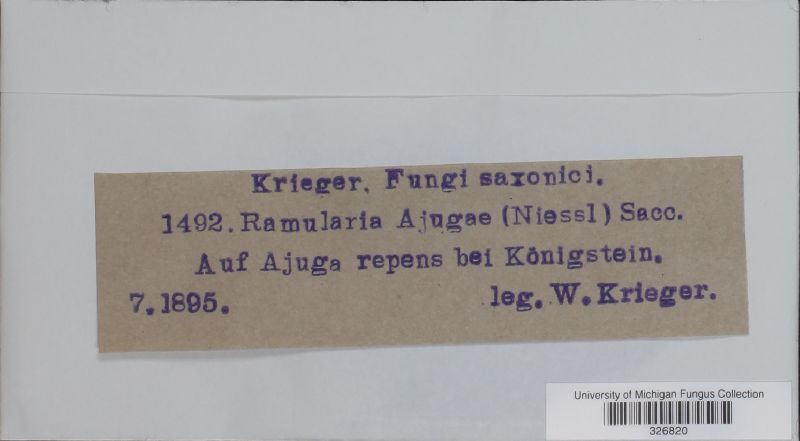 Krieger, Fungi saxonici.
1492. Ramularia Ajugae (Niessl) Sacc.
Auf Ajuga repens bei Königstein.
7. 1895. leg. W. Krieger.
University of Michigan Fungus Collection
326820